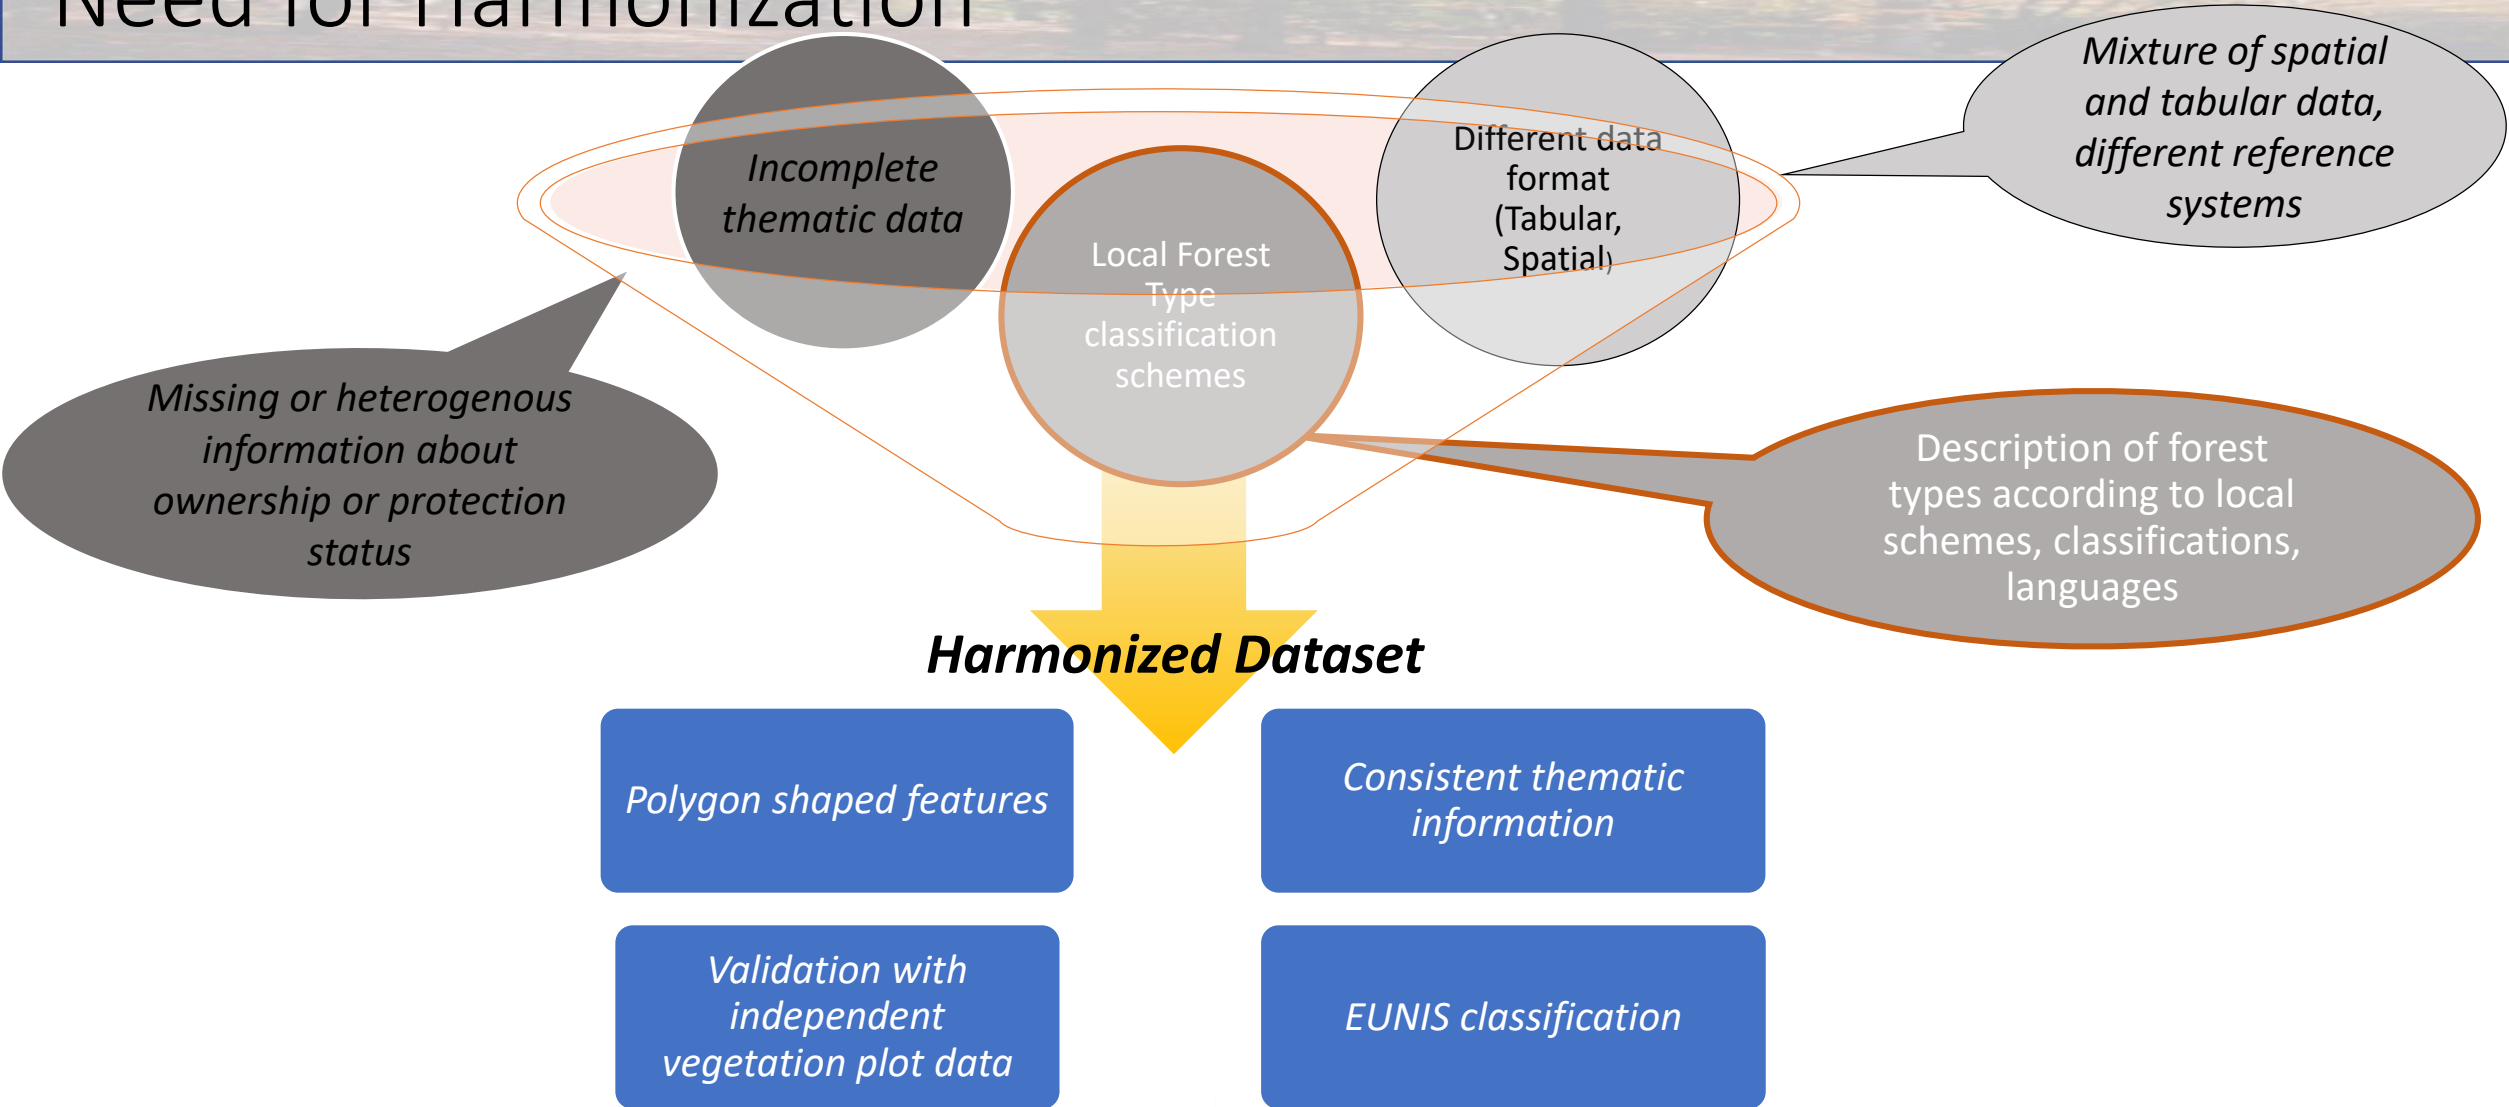 Need for Harmonization
Mixture of spatial
and tabular data,
different reference
systems
Incomplete
thematic data
Different data
format
(Tabular,
Spatial)
Local Forest
Type
classification
schemes
Missing or heterogenous
information about
ownership or protection
status
Description of forest
types according to local
schemes, classifications,
languages
Harmonized Dataset
Polygon shaped features
Consistent thematic
information
Validation with
independent
vegetation plot data
EUNIS classification